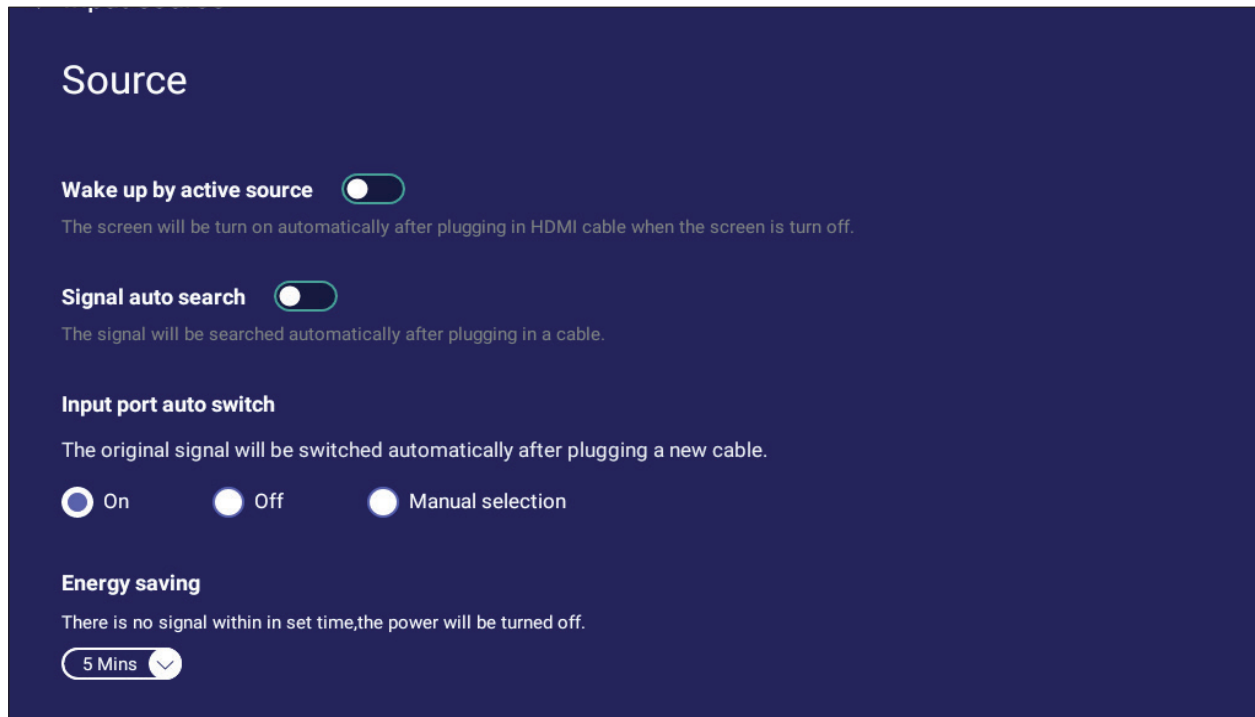 Source
Wake up by active source
The screen will be turn on automatically after plugging in HDMI cable when the screen is turn off.
Signal auto search
The signal will be searched automatically after plugging in a cable.
Input port auto switch
The original signal will be switched automatically after plugging a new cable.
On Off Manual selection
Energy saving
There is no signal within in set time,the power will be turned off.
5 Mins